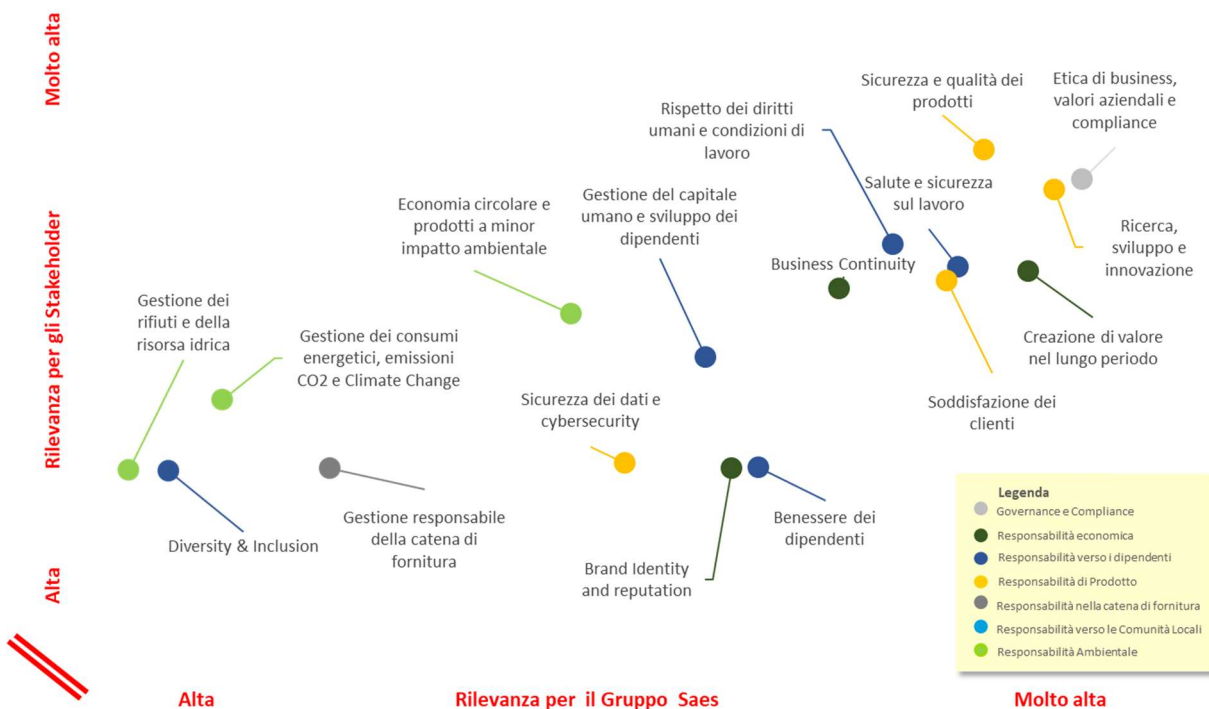 Molto alta
Rilevanza per gli Stakeholder
Alta
Sicurezza e qualità dei
prodotti
Etica di business,
valori aziendali e
compliance
Rispetto dei diritti
umani e condizioni di
lavoro
Salute e sicurezza
sul lavoro
Gestione del capitale
umano e sviluppo dei
dipendenti
Economia circolare e
prodotti a minor
impatto ambientale
Ricerca,
sviluppo e
innovazione
Business Continuity
Gestione dei
rifiuti e della
risorsa idrica
Gestione dei consumi
energetici, emissioni
CO2 e Climate Change
Creazione di valore
nel lungo periodo
Sicurezza dei dati e
cybersecurity
Soddisfazione dei
clienti
Diversity & Inclusion
Gestione responsabile
della catena di
fornitura
Benessere dei
dipendenti
Brand Identity
and reputation
Legenda
Governance e Compliance
Responsabilità economica
Responsabilità verso i dipendenti
Responsabilità di Prodotto
Responsabilità nella catena di fornitura
Responsabilità verso le Comunità Locali
Responsabilità Ambientale
Alta
Rilevanza per il Gruppo Saes
Molto alta